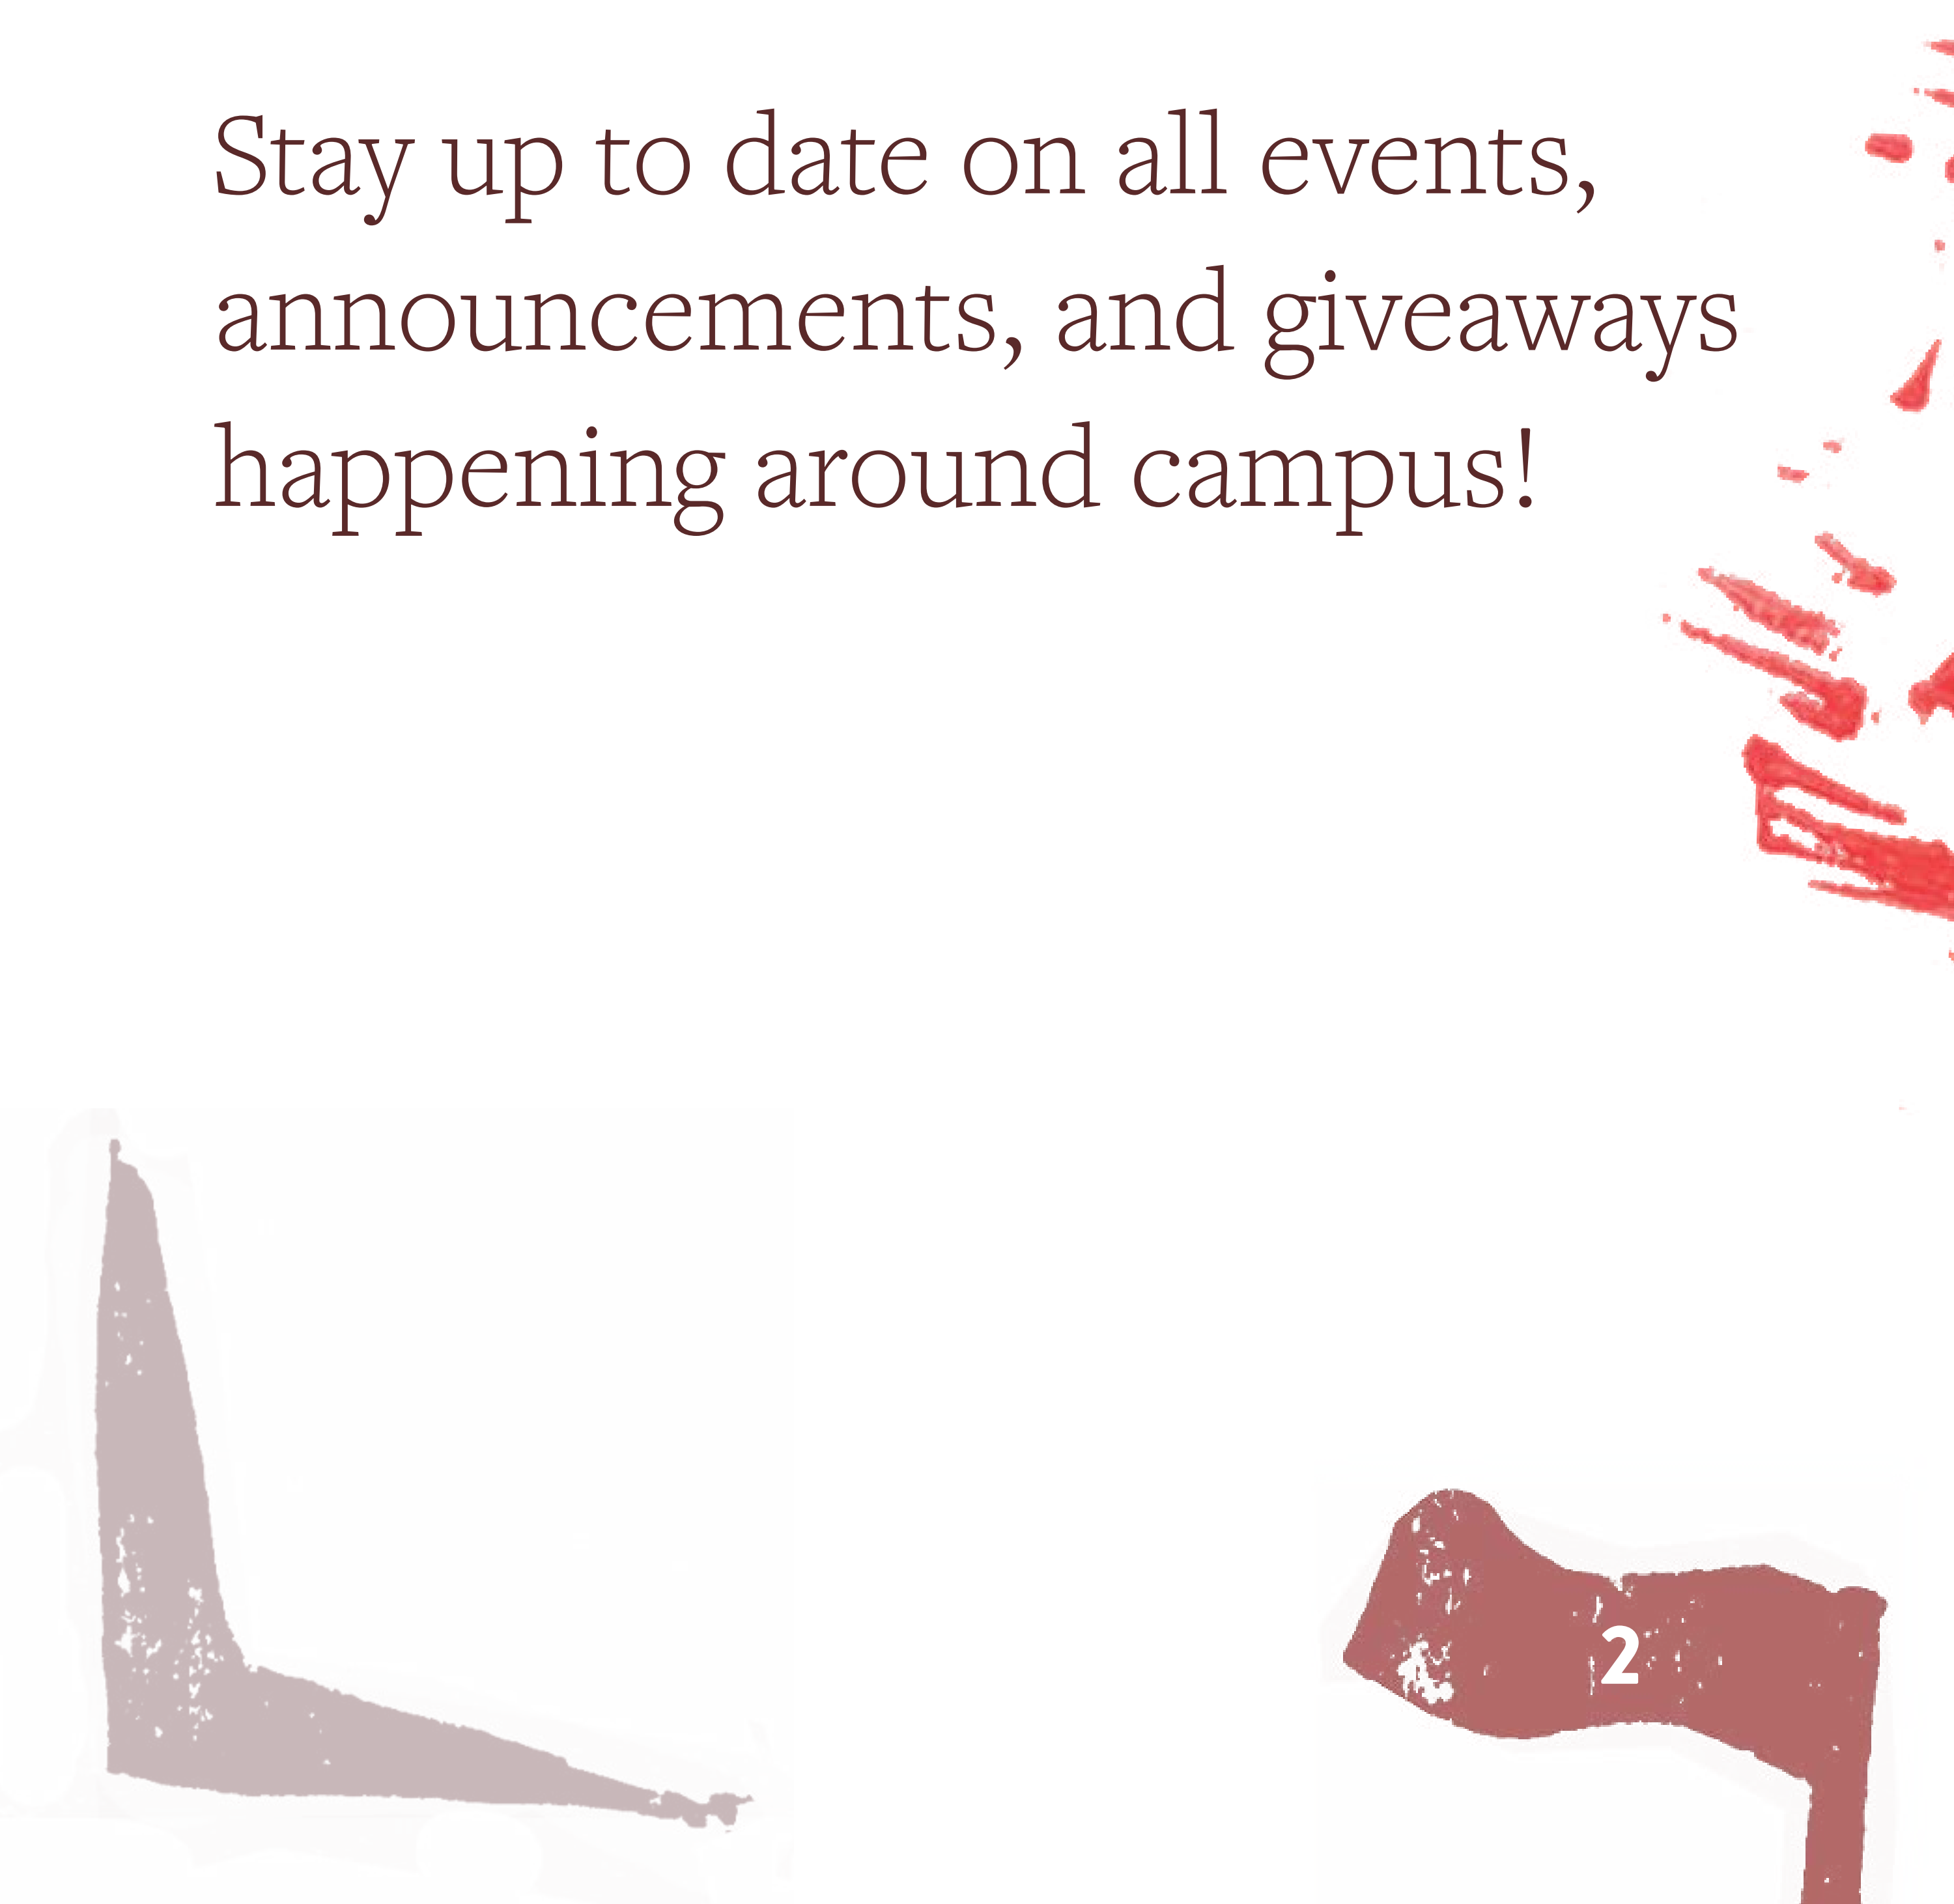 Stay up to date on all events,
announcements, and giveaways
happening around campus!
2